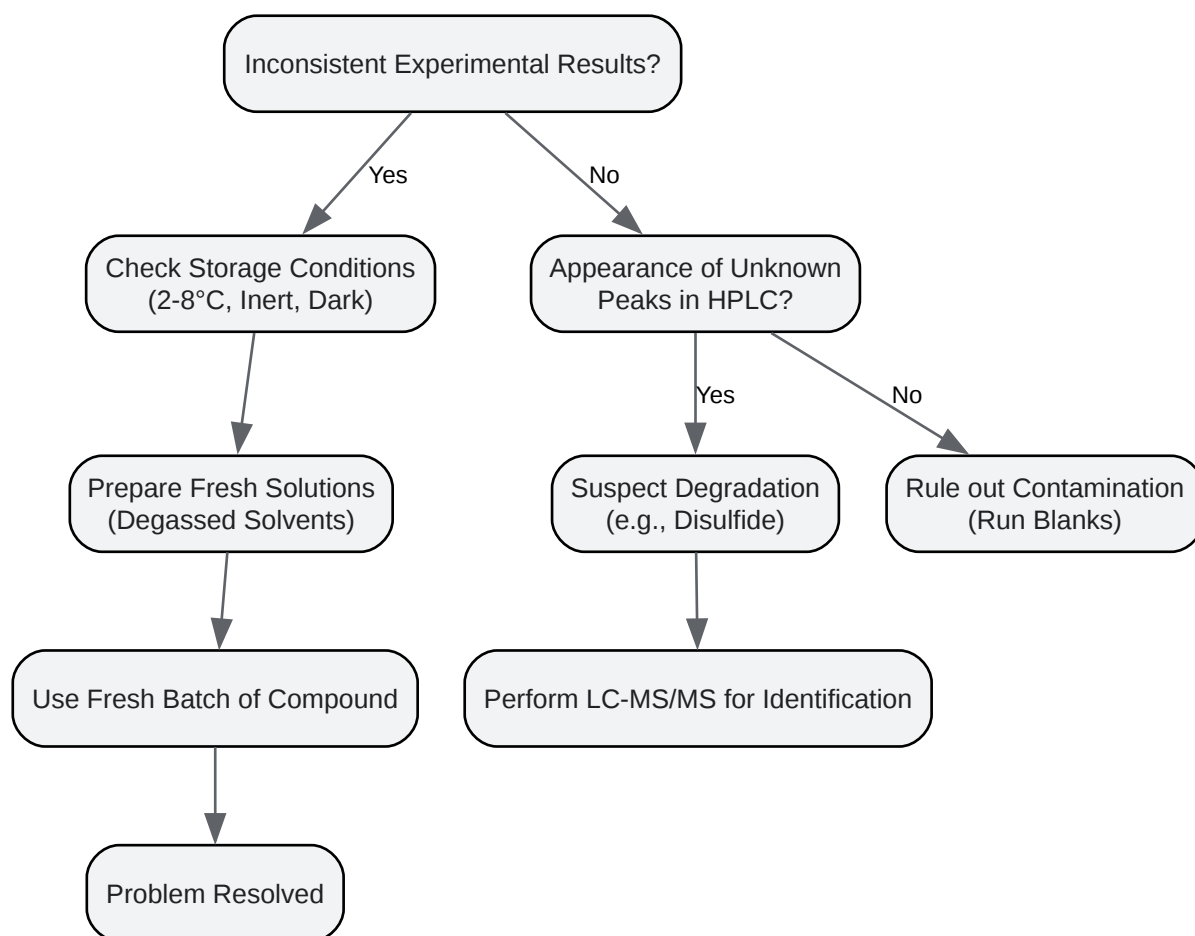 Inconsistent Experimental Results?
Yes
No
Check Storage Conditions
(2-8°C, Inert, Dark)
Appearance of Unknown
Peaks in HPLC?
Yes
No
Prepare Fresh Solutions
(Degassed Solvents)
Suspect Degradation
(e.g., Disulfide)
Rule out Contamination
(Run Blanks)
Use Fresh Batch of Compound
Perform LC-MS/MS for Identification
Problem Resolved